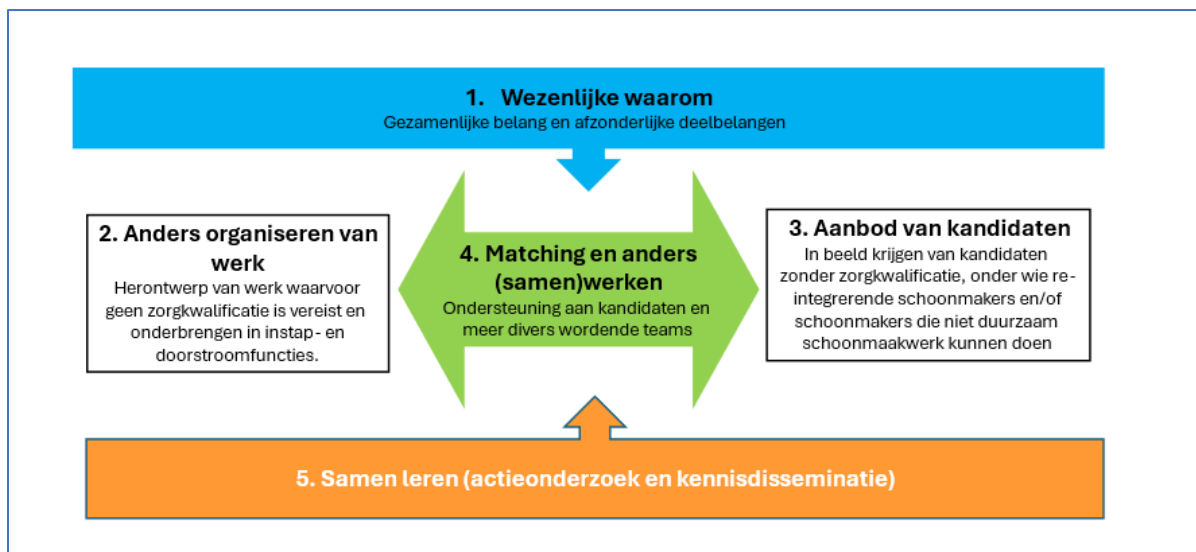 1. Wezenlijke waarom
Gezamenlijke belang en afzonderlijke deelbelangen
2. Anders organiseren van
werk
Herontwerp van werk waarvoor
geen zorgkwalificatie is vereist en
onderbrengen in instap- en
doorstroomfuncties.
4. Matching en anders
(samen)werken
Ondersteuning aan kandidaten en
meer divers wordende teams
3. Aanbod van kandidaten
In beeld krijgen van kandidaten
zonder zorgkwalificatie, onder wie re-
integrerende schoonmakers en/of
schoonmakers die niet duurzaam
schoonmaakwerk kunnen doen
5. Samen leren (actieonderzoek en kennisdisseminatie)